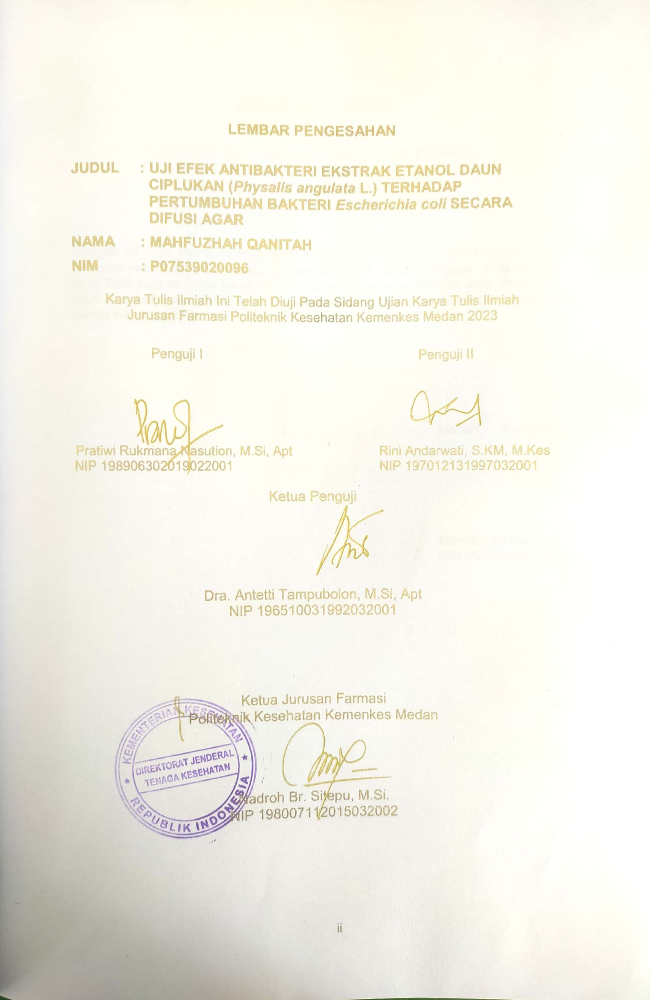 LEMBAR PENGESAHAN
JUDUL : UJI EFEK ANTIBAKTERI EKSTRAK ETANOL DAUN
CIPLUKAN (Physalis angulata L.) TERHADAP
PERTUMBUHAN BAKTERI Escherichia coli SECARA
DIFUSI AGAR
NAMA : MAHFUZHAH QANITAH
NIM : P07539020096
Karya Tulis Ilmiah Ini Telah Diuji Pada Sidang Ujian Karya Tulis Ilmiah
Jurusan Farmasi Politeknik Kesehatan Kemenkes Medan 2023
Penguji I Penguji II
Pratiwi Rukmana Nasution, M.Si, Apt Rini Andarwati, S.KM, M.Kes
NIP 198906302019022001 NIP 197012131997032001
Ketua Penguji
Dra. Antetti Tampubolon, M.Si, Apt
NIP 196510031992032001
Ketua Jurusan Farmasi
Politeknik Kesehatan Kemenkes Medan
KEMENTERIAN KESEHATAN
DIREKTORAT JENDERAL
TENAGA KESEHATAN
REPUBLIK INDONESIA
Nadroh Br. Sitepu, M.Si.
NIP 198007112015032002
ii